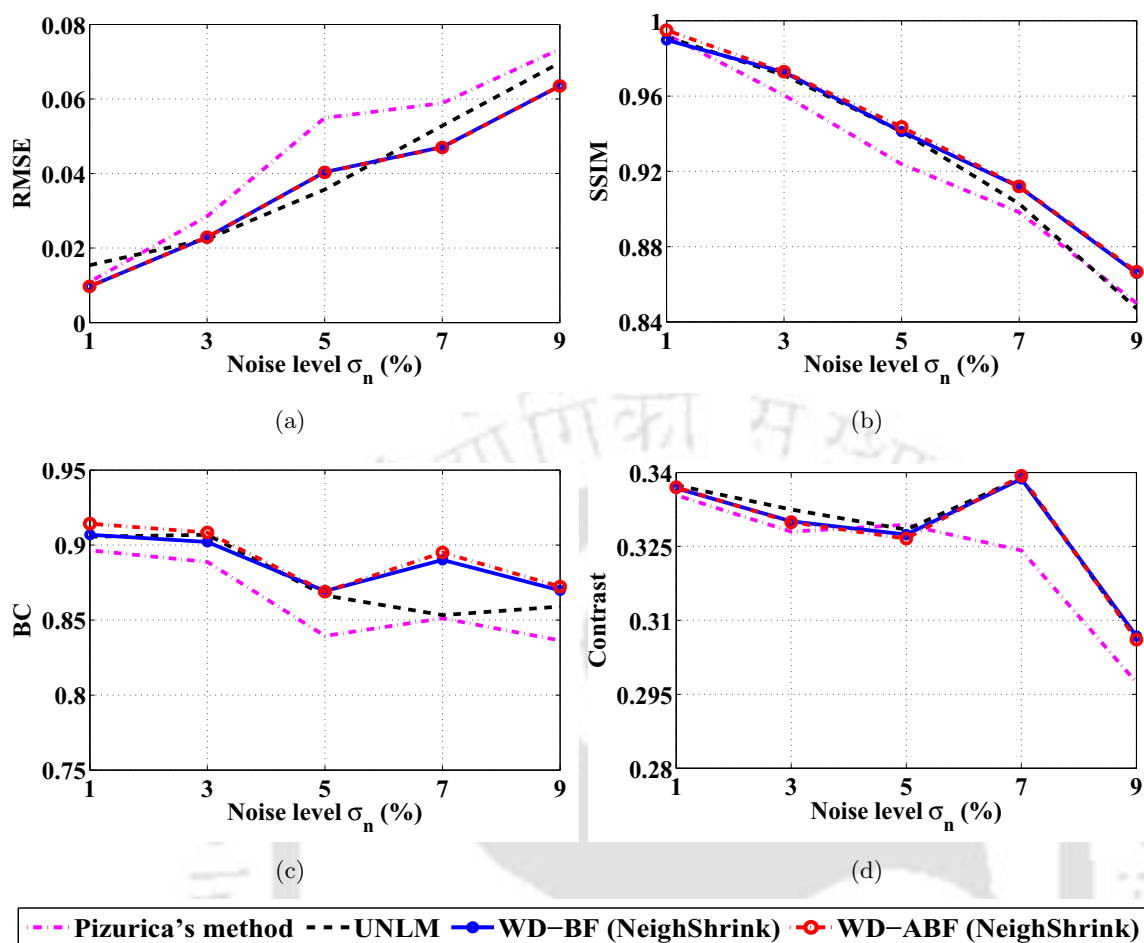 0.08
0.06
0.04
0.02
0
RMSE
1 3 5 7 9
Noise level σn (%)
(a)
1
0.96
0.92
0.88
0.84
SSIM
1 3 5 7 9
Noise level σn (%)
(b)
0.95
0.9
0.85
0.8
0.75
BC
1 3 5 7 9
Noise level σn (%)
(c)
0.34
0.325
0.31
0.295
0.28
Contrast
1 3 5 7 9
Noise level σn (%)
(d)
Pizurica's method UNLM WD−BF (NeighShrink) WD−ABF (NeighShrink)